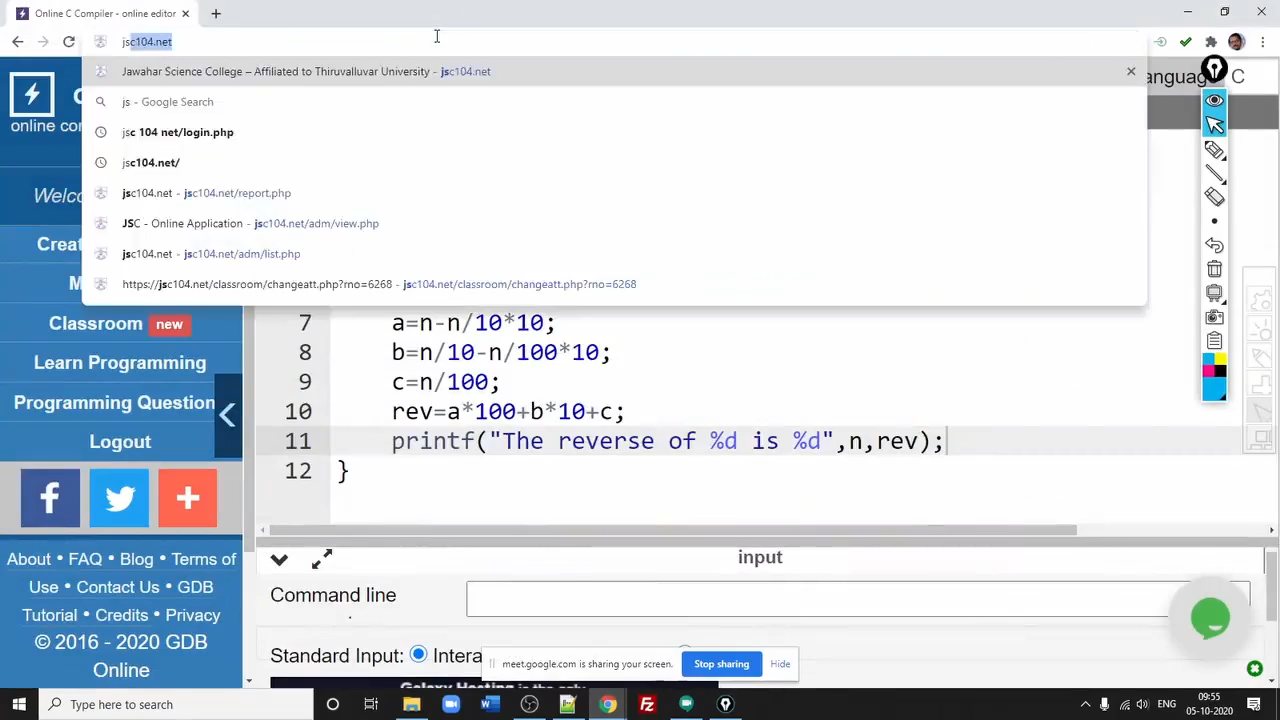 Online C Compiler - online editor
jsc104.net
Jawahar Science College – Affiliated to Thiruvalluvar University - jsc104.net
js - Google Search
jsc 104 net/login.php
jsc104.net/
jsc104.net - jsc104.net/report.php
JSC - Online Application - jsc104.net/adm/view.php
jsc104.net - jsc104.net/adm/list.php
https://jsc104.net/classroom/changeatt.php?rno=6268 - jsc104.net/classroom/changeatt.php?rno=6268
anguage C
online con
Welco
Creat
M
Classroom new
Learn Programming
Programming Question
Logout
About • FAQ • Blog • Terms of
Use • Contact Us • GDB
Tutorial • Credits • Privacy
© 2016 - 2020 GDB
Online
7 a=n-n/10*10;
8 b=n/10-n/100*10;
9 c=n/100;
10 rev=a*100+b*10+c;
11 printf("The reverse of %d is %d",n,rev);
12 }
input
Command line
Standard Input: Intera
meet.google.com is sharing your screen. Stop sharing Hide
Type here to search
ENG
09:55
05-10-2020